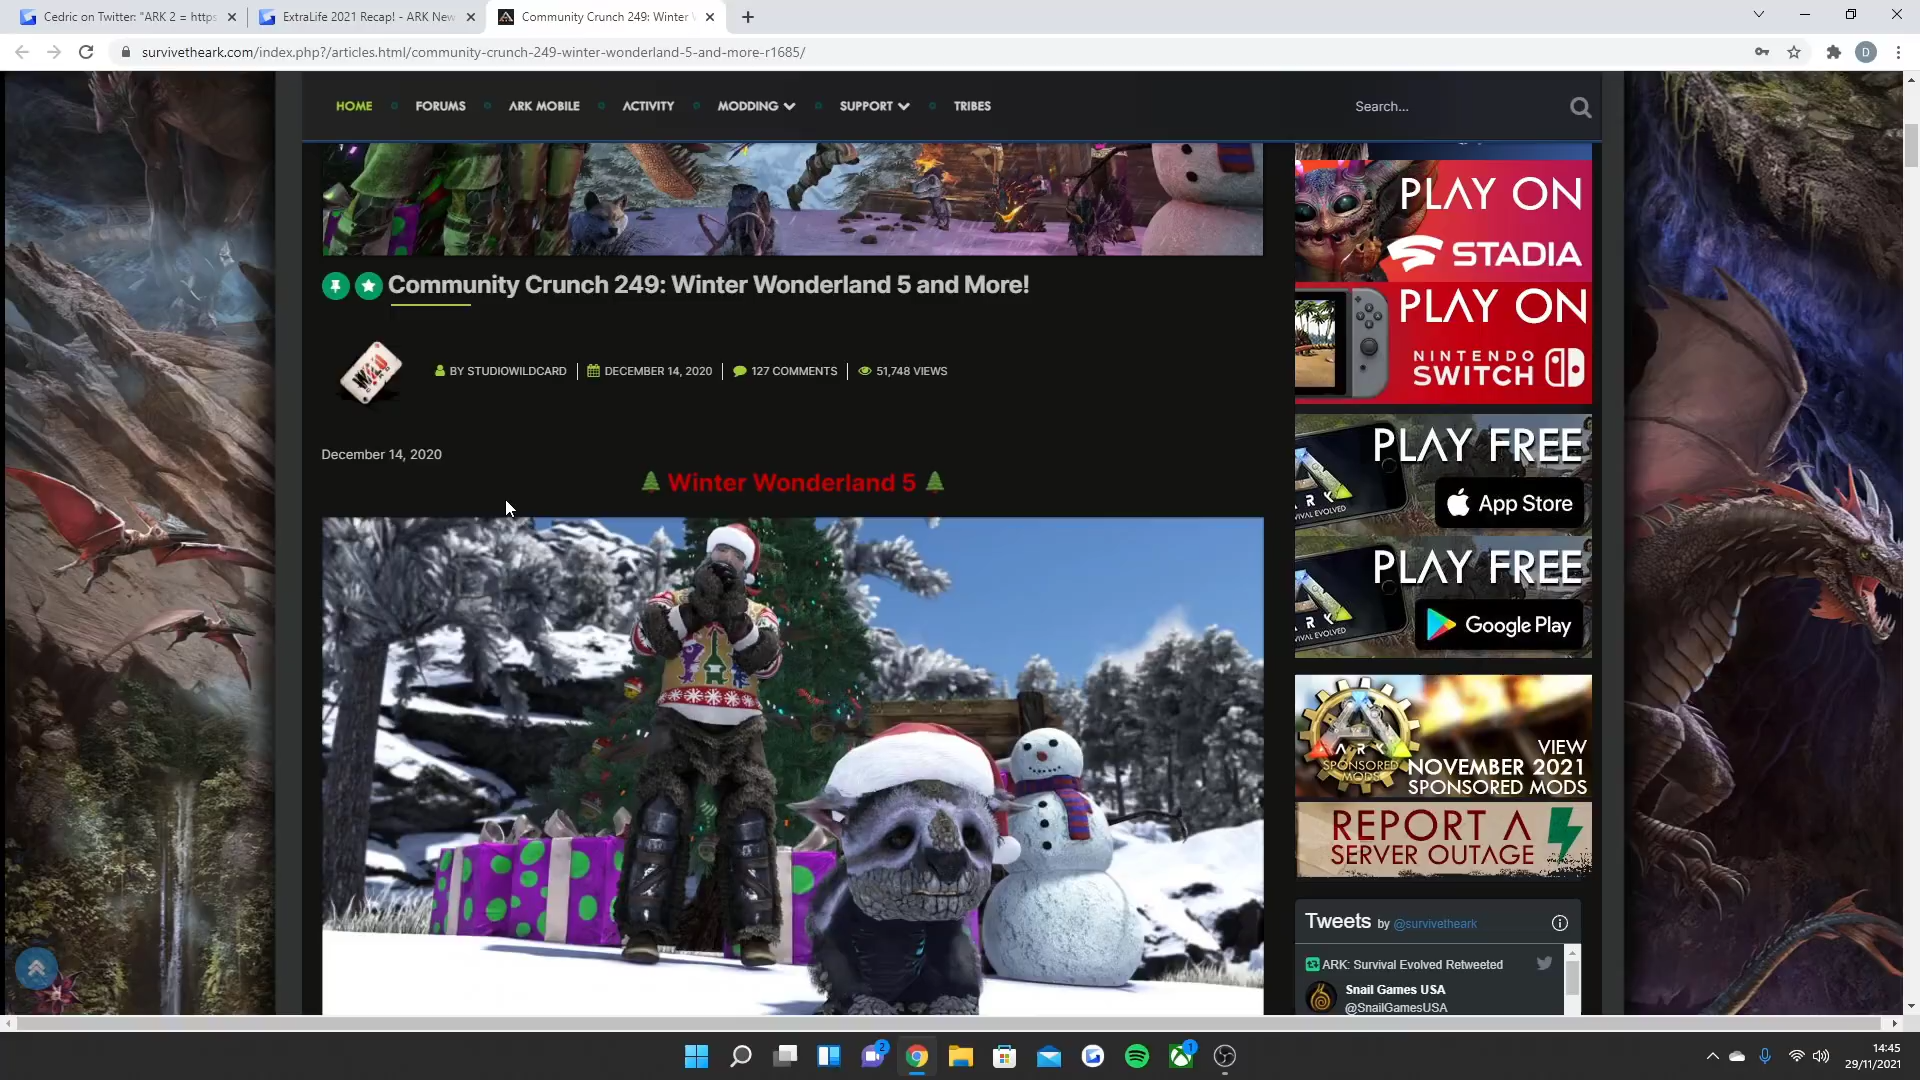 Cedric on Twitter: "ARK 2 = https
ExtraLife 2021 Recap! - ARK New
Community Crunch 249: Winter W
survivetheark.com/index.php?/articles.html/community-crunch-249-winter-wonderland-5-and-more-r1685/
D
HOME
FORUMS
ARK MOBILE
ACTIVITY
MODDING
SUPPORT
TRIBES
Search...
PLAY ON
STADIA
PLAY ON
NINTENDO
SWITCH
Community Crunch 249: Winter Wonderland 5 and More!
BY STUDIOWILDCARD
DECEMBER 14, 2020
127 COMMENTS
51,748 VIEWS
December 14, 2020
Winter Wonderland 5
PLAY FREE
App Store
PLAY FREE
Google Play
ARK
SPONSORED
MODS
VIEW
NOVEMBER 2021
SPONSORED MODS
REPORT A
SERVER OUTAGE
Tweets by @survivetheark
ARK: Survival Evolved Retweeted
Snail Games USA
@SnailGamesUSA
2
1
14:45
29/11/2021